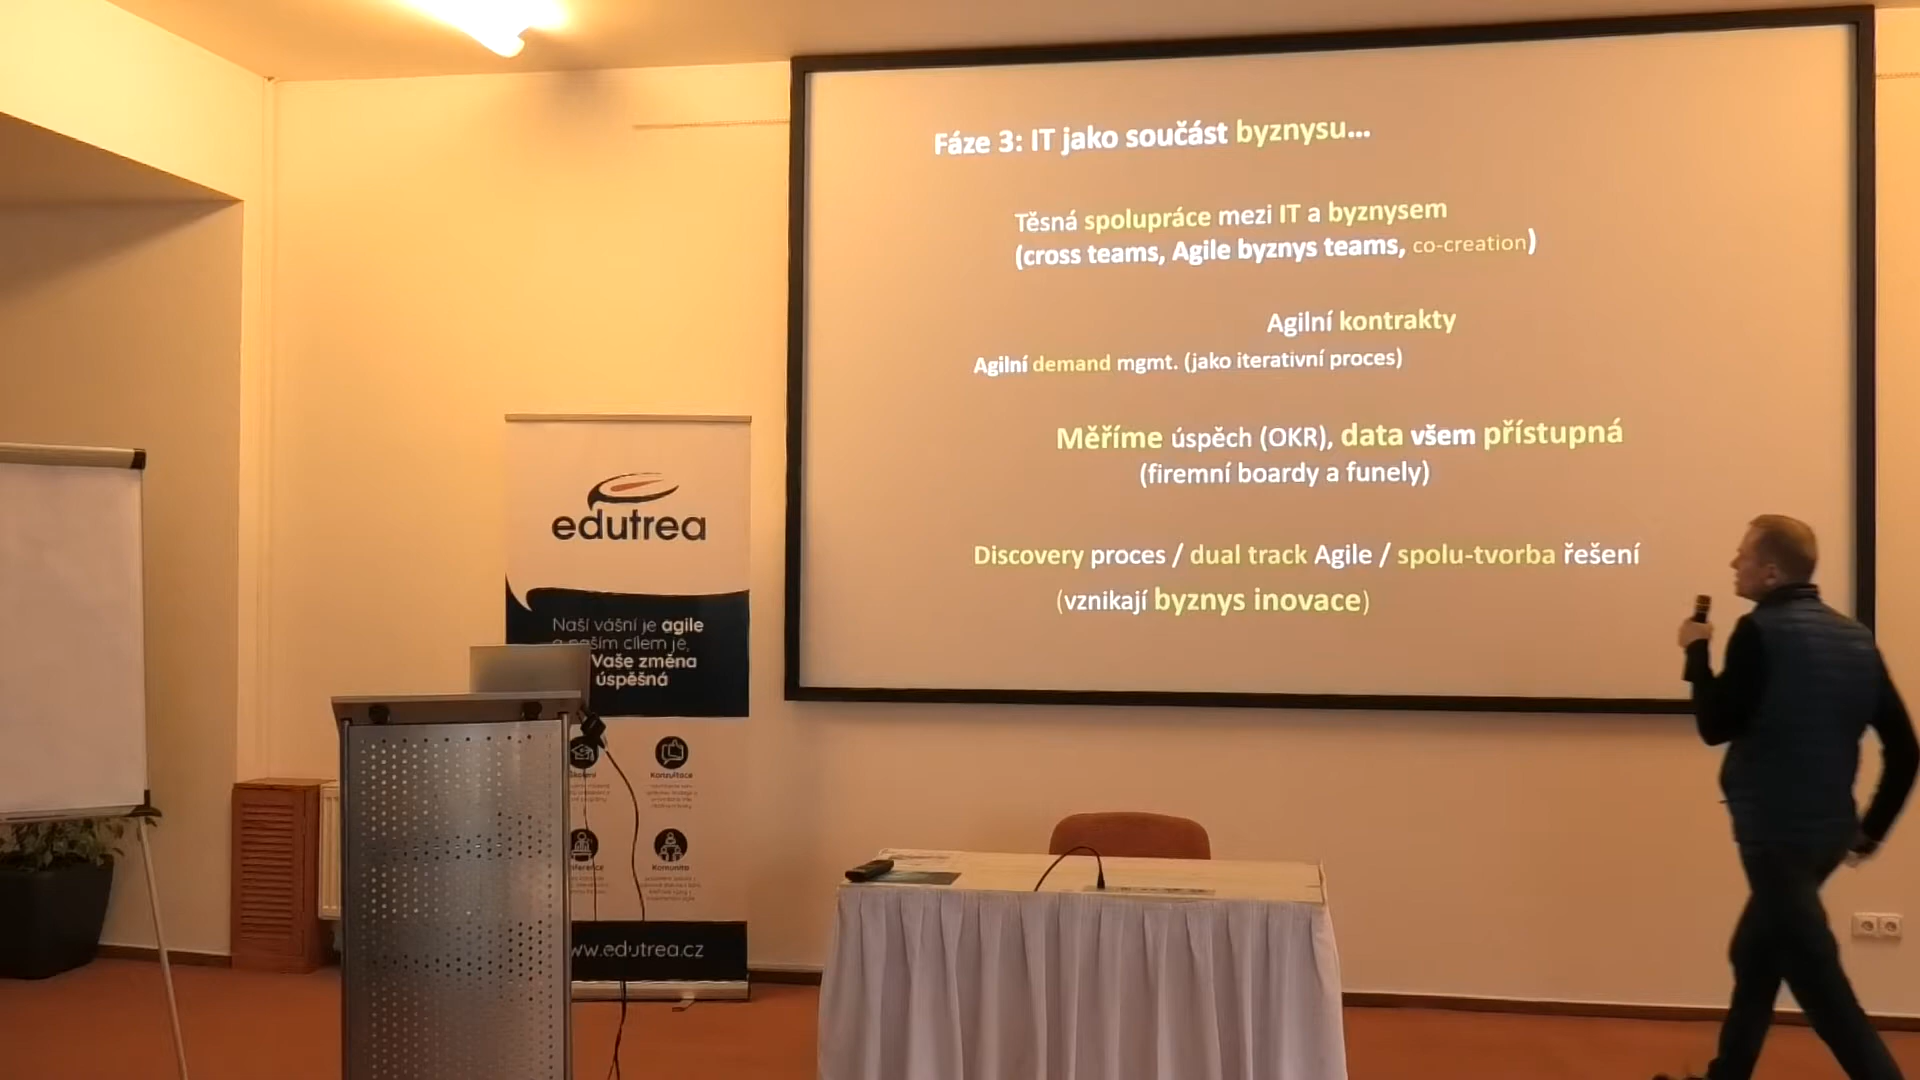 Fáze 3: IT jako součást byznysu...
Těsná spolupráce mezi IT a byznysem
(cross teams, Agile byznys teams, co-creation)
Agilní kontrakty
Agilní demand mgmt. (jako iterativní proces)
Měříme úspěch (OKR), data všem přístupná
(firemní boardy a funely)
Discovery proces / dual track Agile / spolu-tvorba řešení
(vznikají byznys inovace)
edutrea
Naší vášní je agile
cílem je,
Vaše změna
úspěšná
Konzultace
Komunita
ww.edutrea.cz